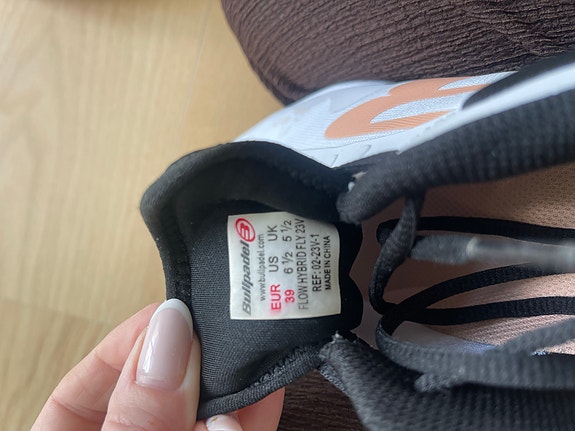 Bullpadel
www.bullpadel.com
EUR US UK
39 6 1/2 5 1/2
FLOW HYBRID FLY 23V
REF: 02-23V-1
MADE IN CHINA